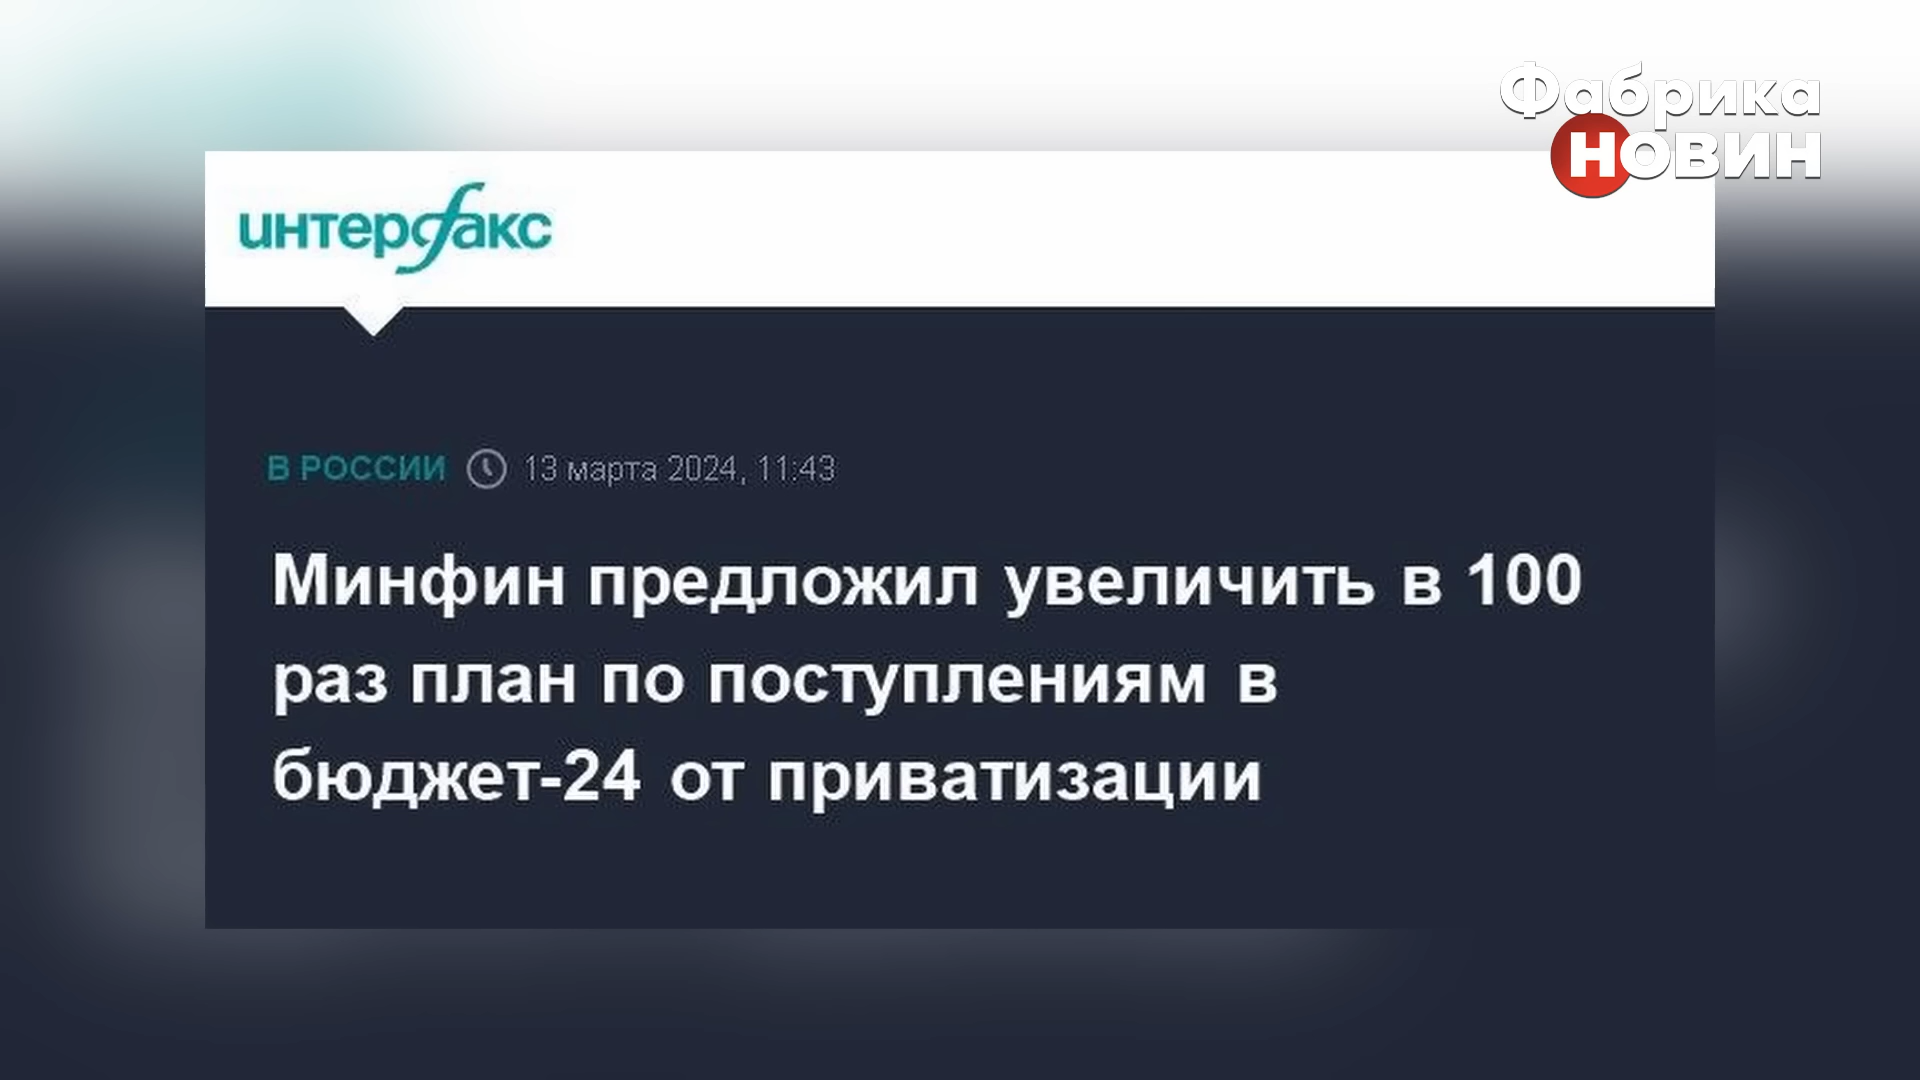 Фабрика
новин
интерфакс
В РОССИИ 13 марта 2024, 11:43
Минфин предложил увеличить в 100
раз план по поступлениям в
бюджет-24 от приватизации